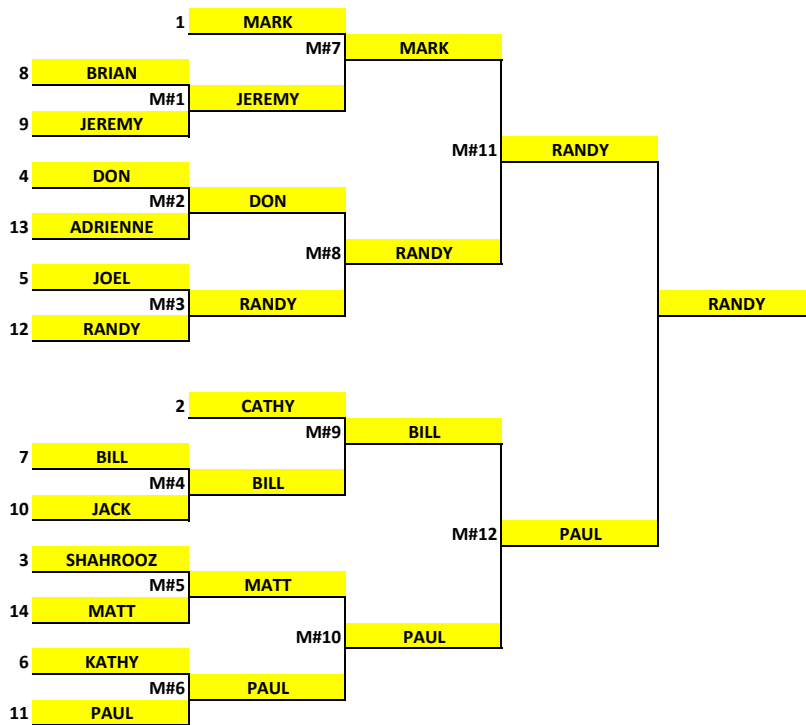 1 MARK
M#7 MARK
8 BRIAN
M#1 JEREMY
9 JEREMY
M#11 RANDY
4 DON
M#2 DON
13 ADRIENNE
M#8 RANDY
5 JOEL
M#3 RANDY
RANDY
12 RANDY
2 CATHY
M#9 BILL
7 BILL
M#4 BILL
10 JACK
M#12 PAUL
3 SHAHROOZ
M#5 MATT
14 MATT
M#10 PAUL
6 KATHY
M#6 PAUL
11 PAUL